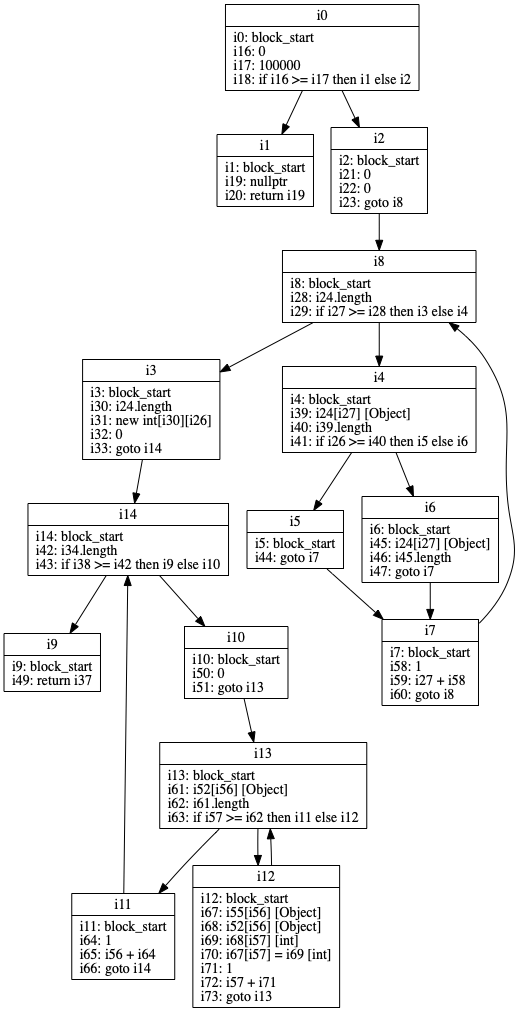 i0
i0: block_start
i16: 0
i17: 100000
i18: if i16 >= i17 then i1 else i2
i1
i1: block_start
i19: nullptr
i20: return i19
i2
i2: block_start
i21: 0
i22: 0
i23: goto i8
i8
i8: block_start
i28: i24.length
i29: if i27 >= i28 then i3 else i4
i3
i3: block_start
i30: i24.length
i31: new int[i30][i26]
i32: 0
i33: goto i14
i4
i4: block_start
i39: i24[i27] [Object]
i40: i39.length
i41: if i26 >= i40 then i5 else i6
i14
i14: block_start
i42: i34.length
i43: if i38 >= i42 then i9 else i10
i5
i5: block_start
i44: goto i7
i6
i6: block_start
i45: i24[i27] [Object]
i46: i45.length
i47: goto i7
i9
i9: block_start
i49: return i37
i10
i10: block_start
i50: 0
i51: goto i13
i7
i7: block_start
i58: 1
i59: i27 + i58
i60: goto i8
i13
i13: block_start
i61: i52[i56] [Object]
i62: i61.length
i63: if i57 >= i62 then i11 else i12
i11
i11: block_start
i64: 1
i65: i56 + i64
i66: goto i14
i12
i12: block_start
i67: i55[i56] [Object]
i68: i52[i56] [Object]
i69: i68[i57] [int]
i70: i67[i57] = i69 [int]
i71: 1
i72: i57 + i71
i73: goto i13